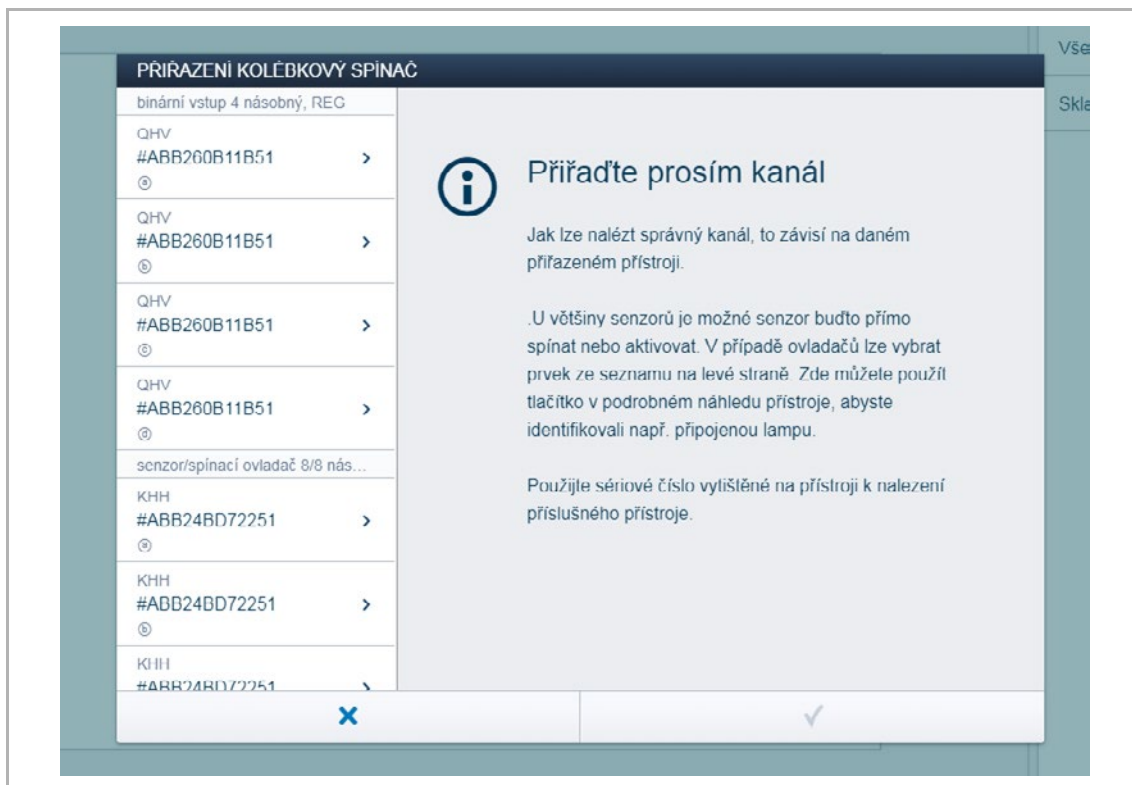 PŘIŘAZENÍ KOLÉBKOVÝ SPÍNAČ
binární vstup 4 násobný, REG
QHV
#ABB260B11B51
ⓐ
QHV
#ABB260B11B51
ⓑ
QHV
#ABB260B11B51
ⓒ
QHV
#ABB260B11B51
ⓓ
senzor/spínací ovladač 8/8 nás...
KHH
#ABB24BD72251
ⓐ
KHH
#ABB24BD72251
ⓑ
KHH
#ABB24BD72251
Přiřaďte prosím kanál
Jak lze nalézt správný kanál, to závisí na daném
přiřazeném přístroji.
.U většiny senzorů je možné senzor buďto přímo
spínat nebo aktivovat. V případě ovladačů lze vybrat
prvek ze seznamu na levé straně. Zde můžete použít
tlačítko v podrobném náhledu přístroje, abyste
identifikovali např. připojenou lampu.
Použijte sériové číslo vytištěné na přístroji k nalezení
příslušného přístroje.